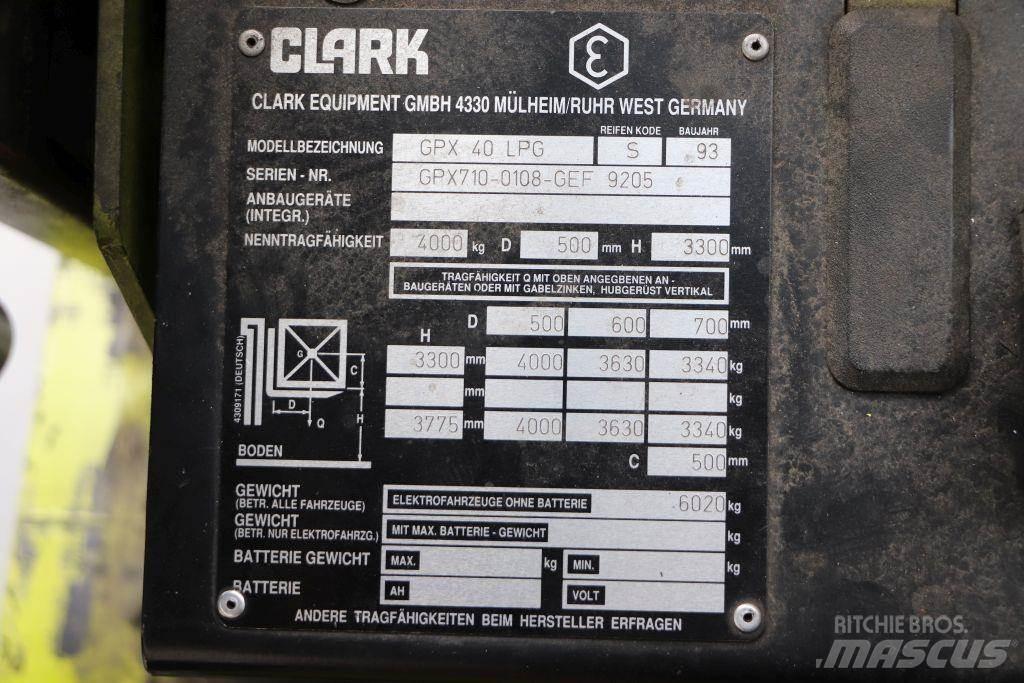 CLARK
CLARK EQUIPMENT GMBH 4330 MÜLHEIM/RUHR WEST GERMANY
REIFEN KODE BAUJAHR
MODELLBEZEICHNUNG GPX 40 LPG S 93
SERIEN - NR. GPX710-0108-GEF 9205
ANBAUGERÄTE
(INTEGR.)
NENNTRAGFÄHIGKEIT 4000 kg D 500 mm H 3300 mm
TRAGFÄHIGKEIT Q MIT OBEN ANGEGBENEN AN-
BAUGERÄTEN ODER MIT GABELZINKEN, HUBGERÜST VERTIKAL
D 500 600 700 mm
H
3300 mm 4000 3630 3340 kg
mm kg
3775 mm 4000 3630 3340 kg
C 500 mm
4309171 (DEUTSCH)
G
C
D
H
Q
BODEN
GEWICHT
(BETR. ALLE FAHRZEUGE)
ELEKTROFAHRZEUGE OHNE BATTERIE 6020 kg
GEWICHT
(BETR. NUR ELEKTROFAHRZG.)
MIT MAX. BATTERIE - GEWICHT kg
BATTERIE GEWICHT MAX. kg MIN. kg
BATTERIE AH VOLT
ANDERE TRAGFÄHIGKEITEN BEIM HERSTELLER ERFRAGEN
RITCHIE BROS.
MASCUS